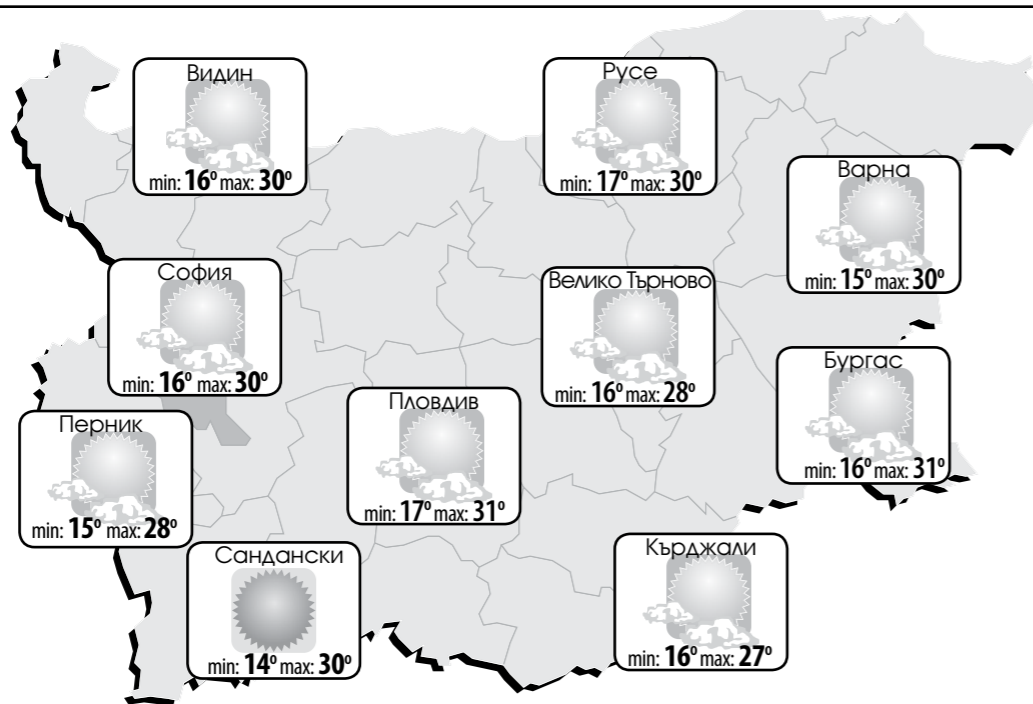 Видин
min: 16° max: 30°
Русе
min: 17° max: 30°
Варна
min: 15° max: 30°
София
min: 16° max: 30°
Велико Търново
min: 16° max: 28°
Бургас
min: 16° max: 31°
Пловдив
min: 17° max: 31°
Перник
min: 15° max: 28°
Сандански
min: 14° max: 30°
Кърджали
min: 16° max: 27°